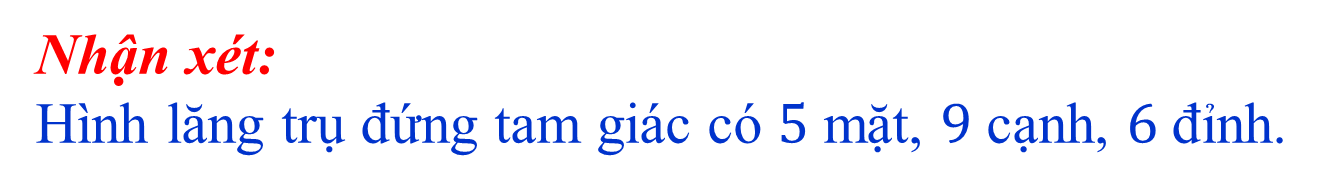 Nhận xét:
Hình lăng trụ đứng tam giác có 5 mặt, 9 cạnh, 6 đỉnh.